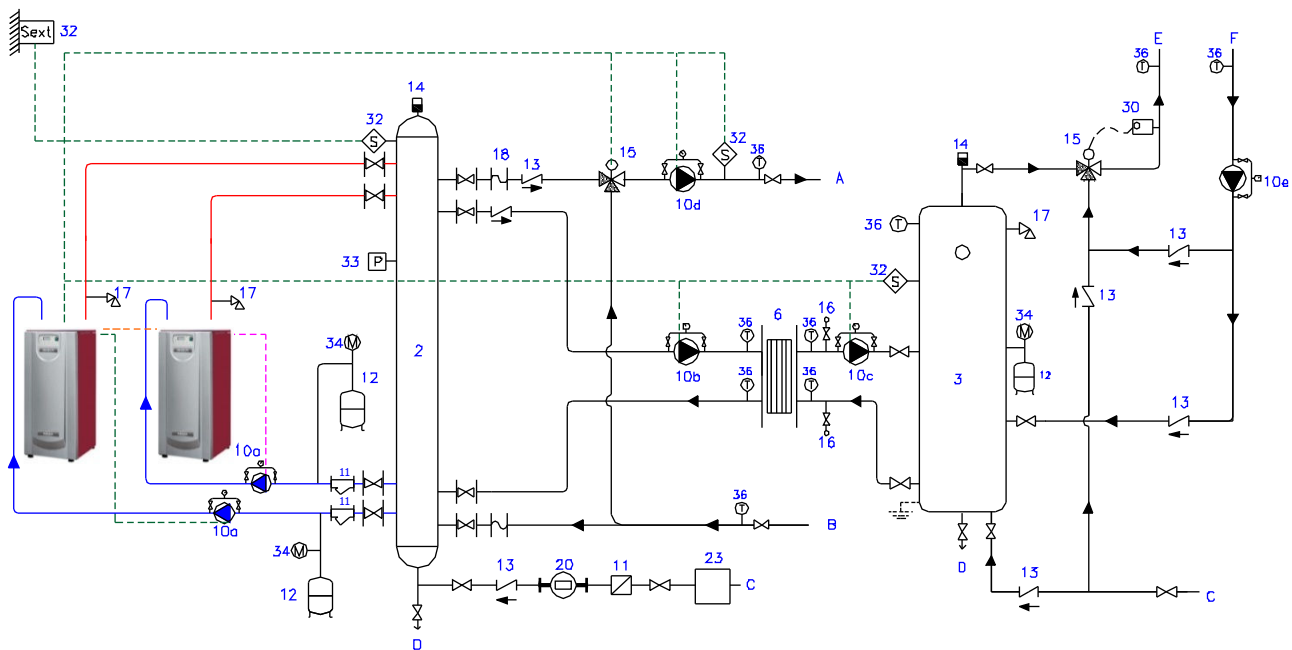 Sext 32
E F
36 36
14
30
32 15
32 18 13 15 32 36 14
S S T
A
10d 10e
36 T 17
13
33 P 32 S
17 17 13
6 16
36 36
34 M 34 M
2 10b 10c 3
12 12
36 36
13
16
10a
11
11 36
10a B
34 M
13 20 11 23
D
12 C 13 C
D